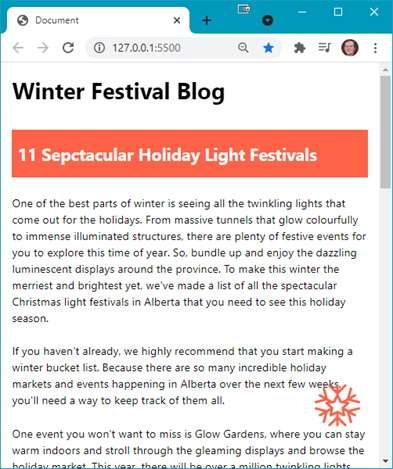 Document
127.0.0.1:5500
Winter Festival Blog
11 Sepctacular Holiday Light Festivals
One of the best parts of winter is seeing all the twinkling lights that
come out for the holidays. From massive tunnels that glow colourfully
to immense illuminated structures, there are plenty of festive events for
you to explore this time of year. So, bundle up and enjoy the dazzling
luminescent displays around the province. To make this winter the
merriest and brightest yet, we've made a list of all the spectacular
Christmas light festivals in Alberta that you need to see this holiday
season.
If you haven't already, we highly recommend that you start making a
winter bucket list. Because there are so many incredible holiday
markets and events happening in Alberta over the next few weeks,
you'll need a way to keep track of them all.
One event you won't want to miss is Glow Gardens, where you can stay
warm indoors and stroll through the gleaming displays and browse the
holiday market. This year, there will be over a million twinkling lights